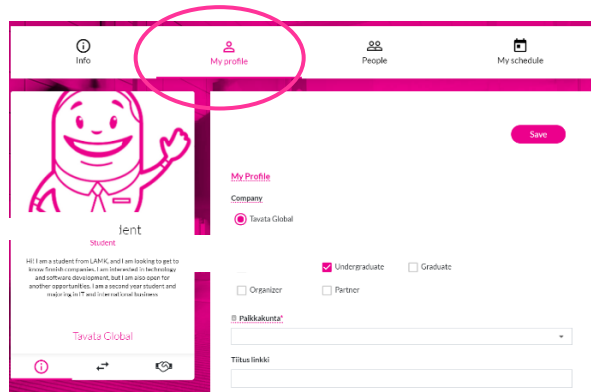 Info
My profile
People
My schedule
Save
My Profile
Company
Tavata Global
Student
Hi! I am a student from LAMK, and I am looking to get to
know finnish companies. I am interested in technology
and software development, but I am also open for
another opportunities. I am a second year student and
majoring in IT and international business
Tavata Global
Undergraduate
Graduate
Organizer
Partner
Paikkakunta*
Tiitus linkki